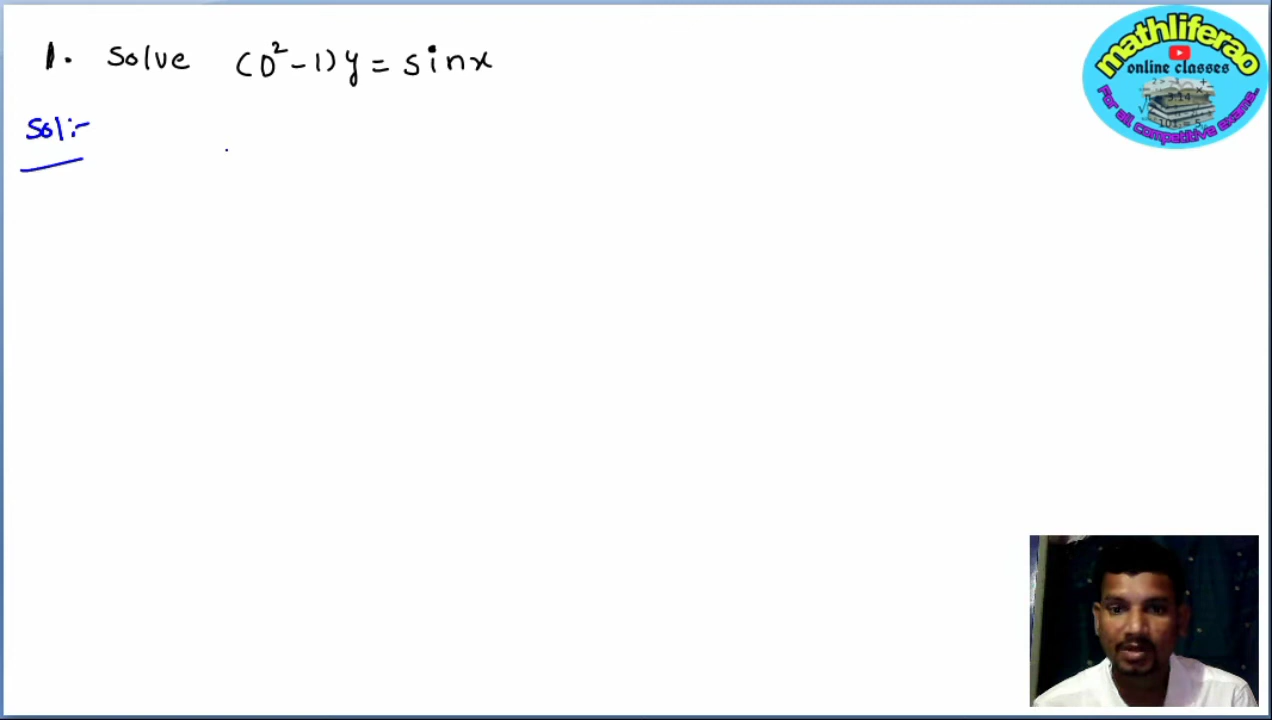 1. Solve (D²-1)y = sinx
Sol:-
mathliferao
online classes
For all competitive exams.